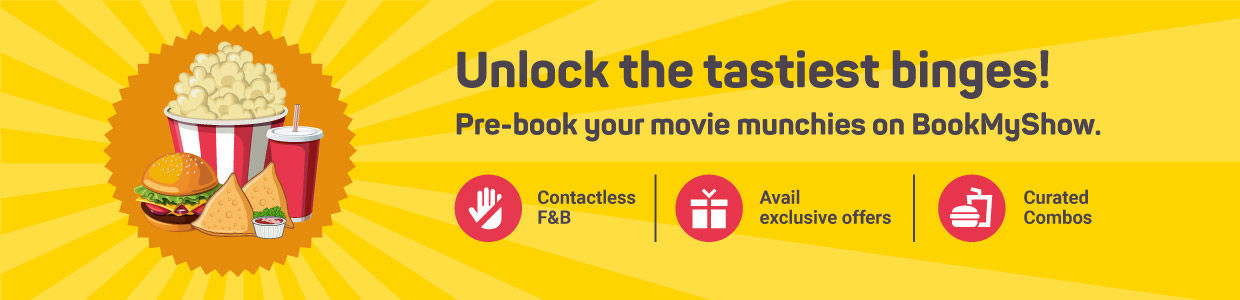 Unlock the tastiest binges!
Pre-book your movie munchies on BookMyShow.
Contactless
F&B
Avail
exclusive offers
Curated
Combos